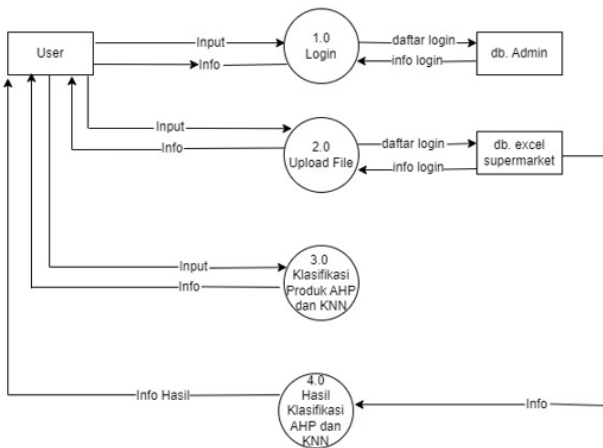 User
Input
Info
1.0
Login
daftar login
info login
db. Admin
Input
Info
2.0
Upload File
daftar login
info login
db. excel
supermarket
Input
Info
3.0
Klasifikasi
Produk AHP
dan KNN
Info Hasil
4.0
Hasil
Klasifikasi
AHP dan
KNN
Info